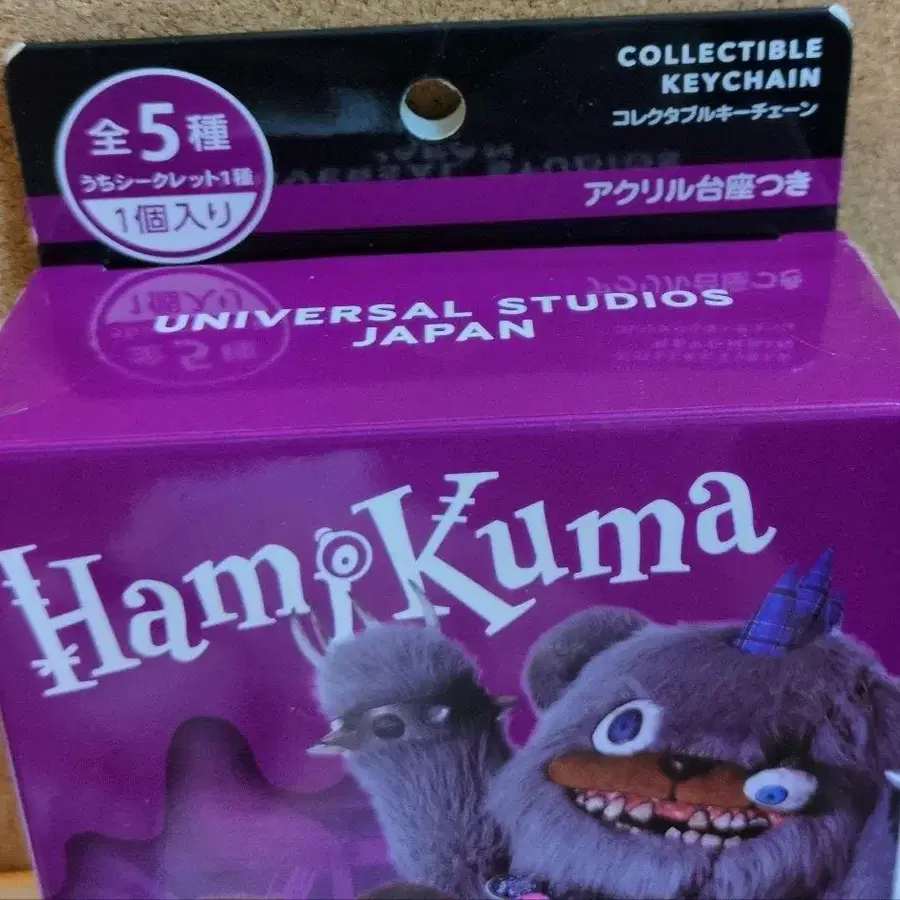 COLLECTIBLE
KEYCHAIN
コレクタブルキーチェーン
全5種
うちシークレット1種
1個入り
アクリル台座つき
UNIVERSAL STUDIOS
JAPAN
HamiKuma